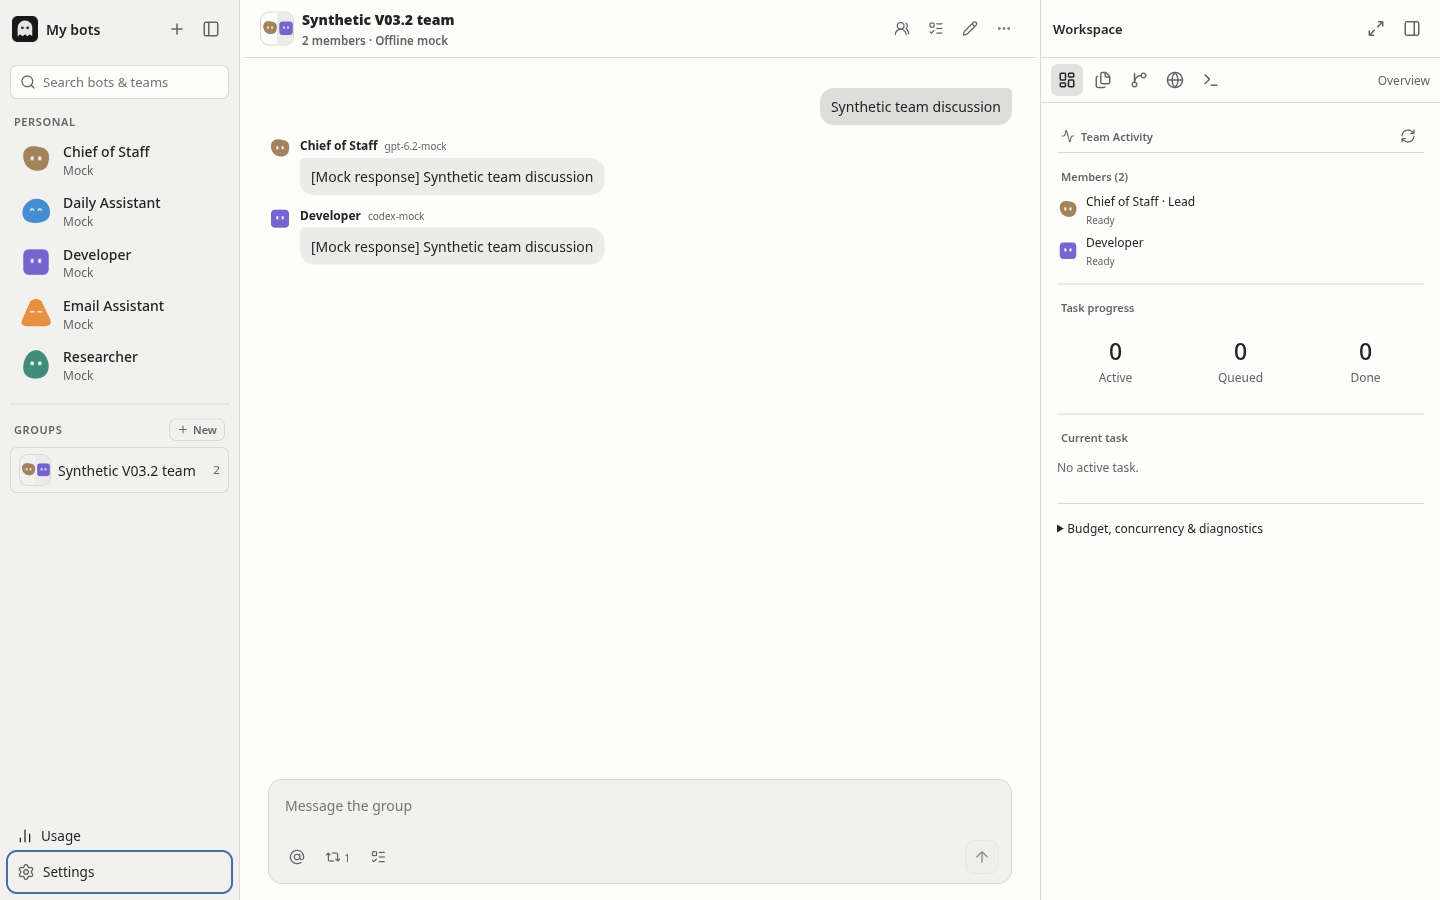 My bots
Search bots & teams
PERSONAL
Chief of Staff
Mock
Daily Assistant
Mock
Developer
Mock
Email Assistant
Mock
Researcher
Mock
GROUPS
New
Synthetic V03.2 team 2
Usage
Settings
Synthetic V03.2 team
2 members · Offline mock
Synthetic team discussion
Chief of Staff gpt-6.2-mock
[Mock response] Synthetic team discussion
Developer codex-mock
[Mock response] Synthetic team discussion
Message the group
1
Workspace
Overview
Team Activity
Members (2)
Chief of Staff · Lead
Ready
Developer
Ready
Task progress
0 0 0
Active Queued Done
Current task
No active task.
Budget, concurrency & diagnostics